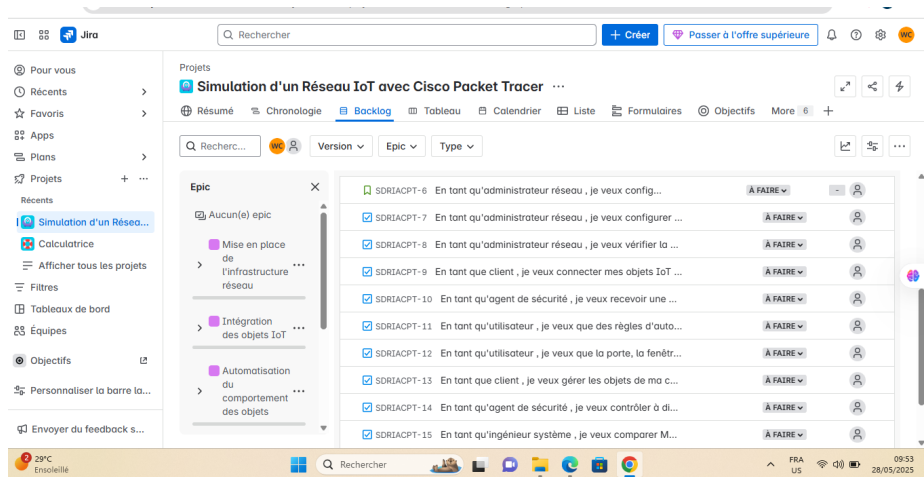 Jira
Rechercher
+ Créer
Passer à l'offre supérieure
WC
Pour vous
Récents
Favoris
Apps
Plans
Projets
Récents
Simulation d'un Résea...
Calculatrice
Afficher tous les projets
Filtres
Tableaux de bord
Équipes
Objectifs
Personnaliser la barre la...
Envoyer du feedback s...
Projets
Simulation d'un Réseau IoT avec Cisco Packet Tracer ...
Résumé Chronologie Backlog Tableau Calendrier Liste Formulaires Objectifs More 6 +
Recherc... WC Version Epic Type
Epic
Aucun(e) epic
Mise en place
de
l'infrastructure
réseau
Intégration
des objets IoT
Automatisation
du
comportement
des objets
SDRIACPT-6 En tant qu'administrateur réseau , je veux config... À FAIRE -
SDRIACPT-7 En tant qu'administrateur réseau , je veux configurer ... À FAIRE
SDRIACPT-8 En tant qu'administrateur réseau , je veux vérifier la ... À FAIRE
SDRIACPT-9 En tant que client , je veux connecter mes objets IoT ... À FAIRE
SDRIACPT-10 En tant qu'agent de sécurité , je veux recevoir une ... À FAIRE
SDRIACPT-11 En tant qu'utilisateur , je veux que des règles d'auto... À FAIRE
SDRIACPT-12 En tant qu'utilisateur , je veux que la porte, la fenêtr... À FAIRE
SDRIACPT-13 En tant que client , je veux gérer les objets de ma c... À FAIRE
SDRIACPT-14 En tant qu'agent de sécurité , je veux contrôler à di... À FAIRE
SDRIACPT-15 En tant qu'ingénieur système , je veux comparer M... À FAIRE
2
29°C
Ensoleillé
Rechercher
FRA
US
09:53
28/05/2025